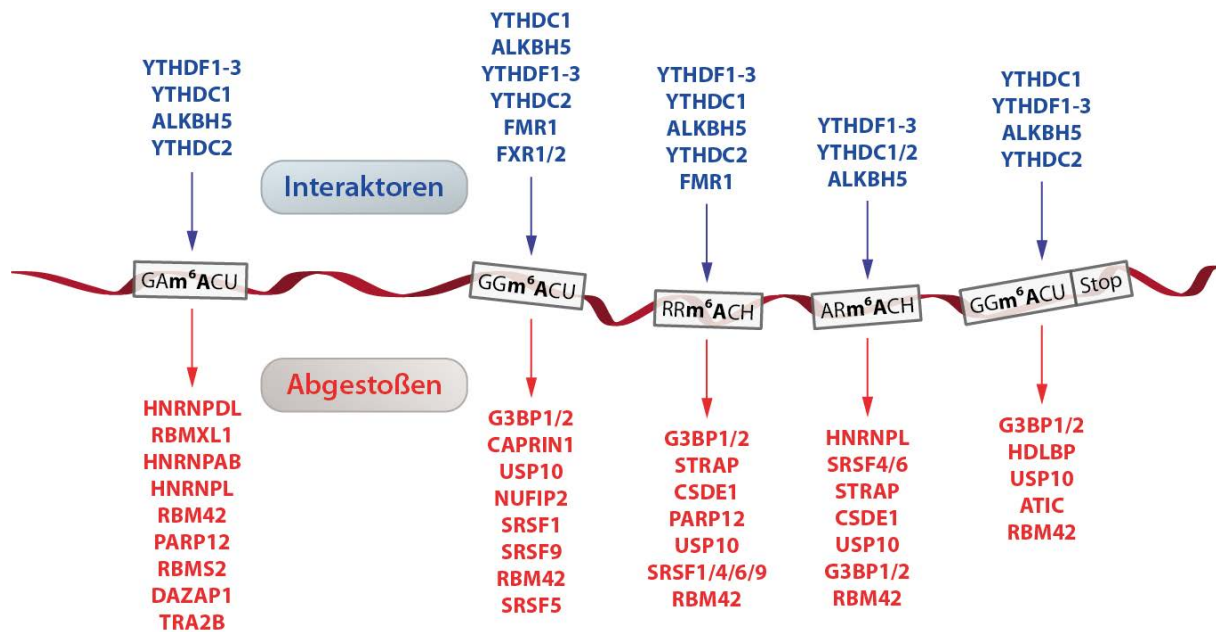 YTHDF1-3
YTHDC1
ALKBH5
YTHDC2
YTHDC1
ALKBH5
YTHDF1-3
YTHDC2
FMR1
FXR1/2
YTHDF1-3
YTHDC1
ALKBH5
YTHDC2
FMR1
YTHDF1-3
YTHDC1/2
ALKBH5
YTHDC1
YTHDF1-3
ALKBH5
YTHDC2
Interaktoren
GAm⁶ACU
GGm⁶ACU
RRm⁶ACH
ARm⁶ACH
GGm⁶ACU Stop
Abgestoßen
HNRNPDL
RBMXL1
HNRNPAB
HNRNPL
RBM42
PARP12
RBMS2
DAZAP1
TRA2B
G3BP1/2
CAPRIN1
USP10
NUFIP2
SRSF1
SRSF9
RBM42
SRSF5
G3BP1/2
STRAP
CSDE1
PARP12
USP10
SRSF1/4/6/9
RBM42
HNRNPL
SRSF4/6
STRAP
CSDE1
USP10
G3BP1/2
RBM42
G3BP1/2
HDLBP
USP10
ATIC
RBM42